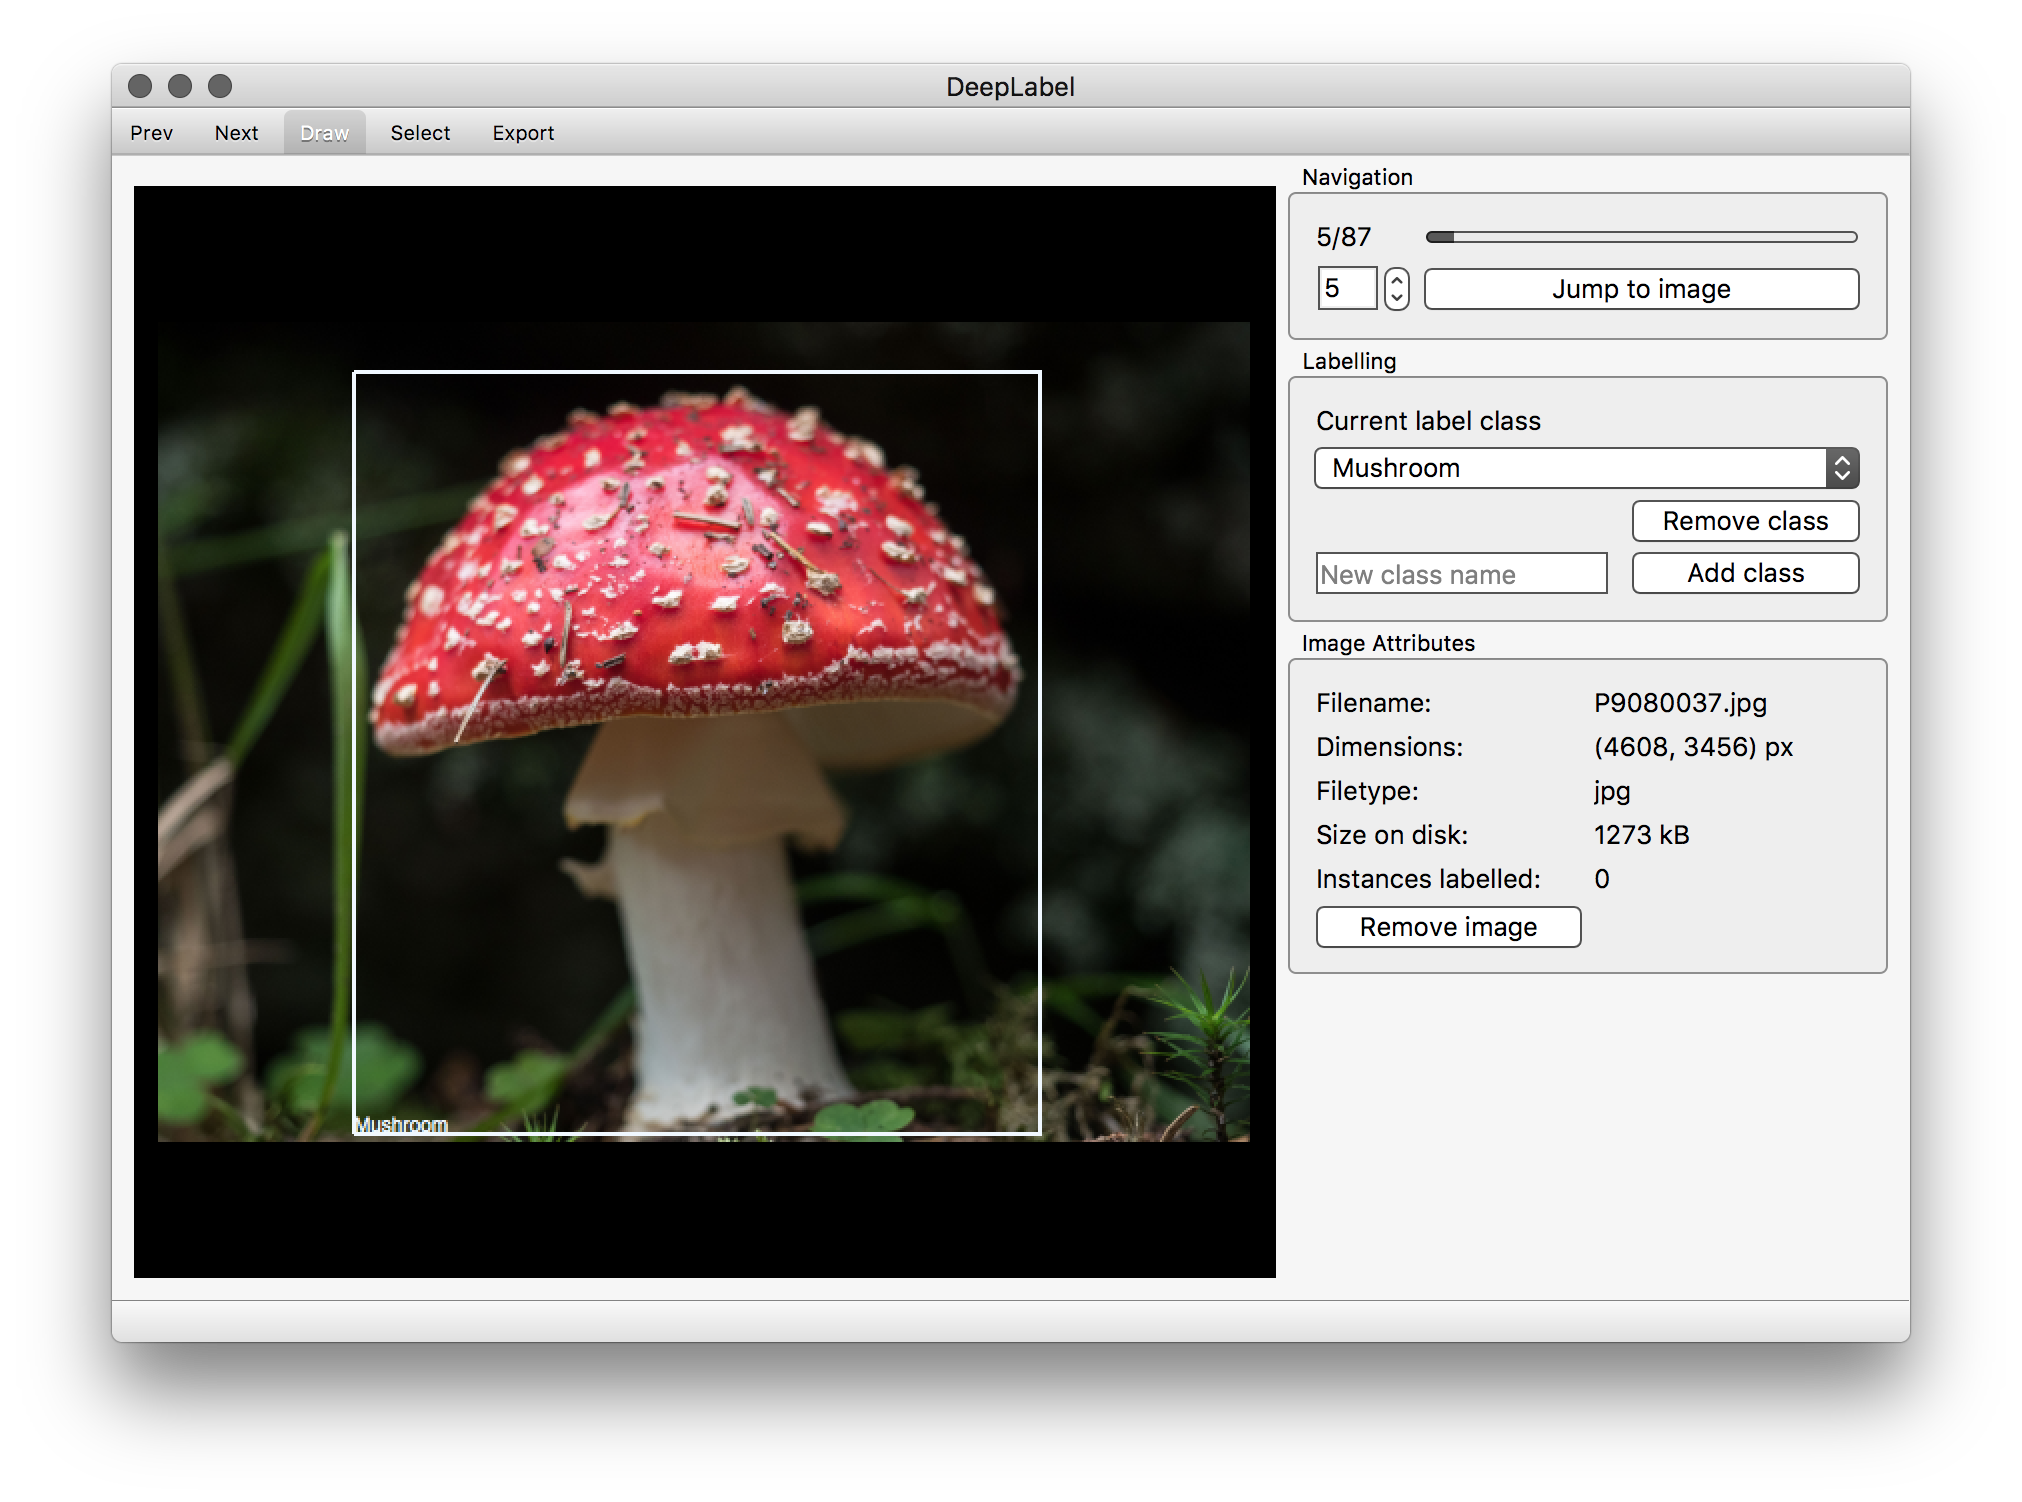 DeepLabel
Prev Next Draw Select Export
Navigation
5/87
5 Jump to image
Labelling
Current label class
Mushroom
Remove class
New class name Add class
Image Attributes
Filename: P9080037.jpg
Dimensions: (4608, 3456) px
Filetype: jpg
Size on disk: 1273 kB
Instances labelled: 0
Remove image
Mushroom